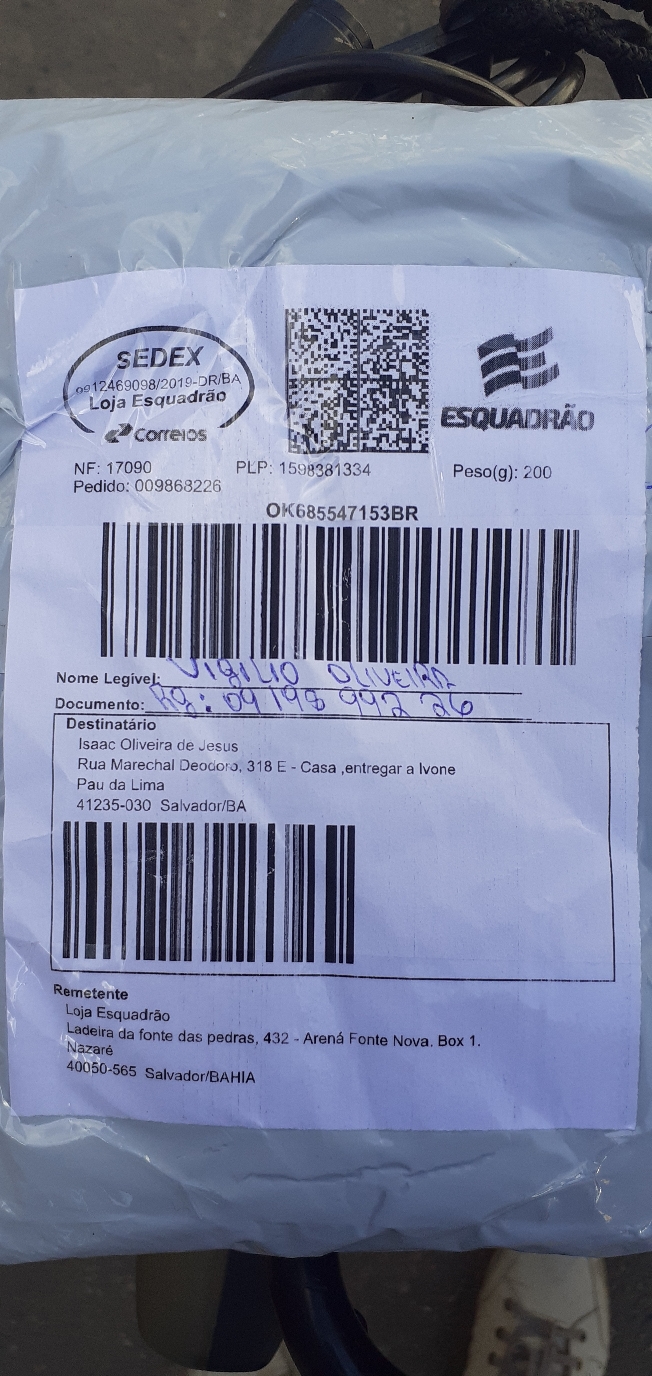 SEDEX
0912469098/2019-DR/BA
Loja Esquadrão
Correios
ESQUADRÃO
NF: 17090 PLP: 1598381334 Peso(g): 200
Pedido: 009868226
OK685547153BR
Nome Legível: VIGILIO OLIVEIRA
Documento: Rg: 09198 992 26
Destinatário
Isaac Oliveira de Jesus
Rua Marechal Deodoro, 318 E - Casa ,entregar a Ivone
Pau da Lima
41235-030 Salvador/BA
Remetente
Loja Esquadrão
Ladeira da fonte das pedras, 432 - Arená Fonte Nova. Box 1.
Nazaré
40050-565 Salvador/BAHIA